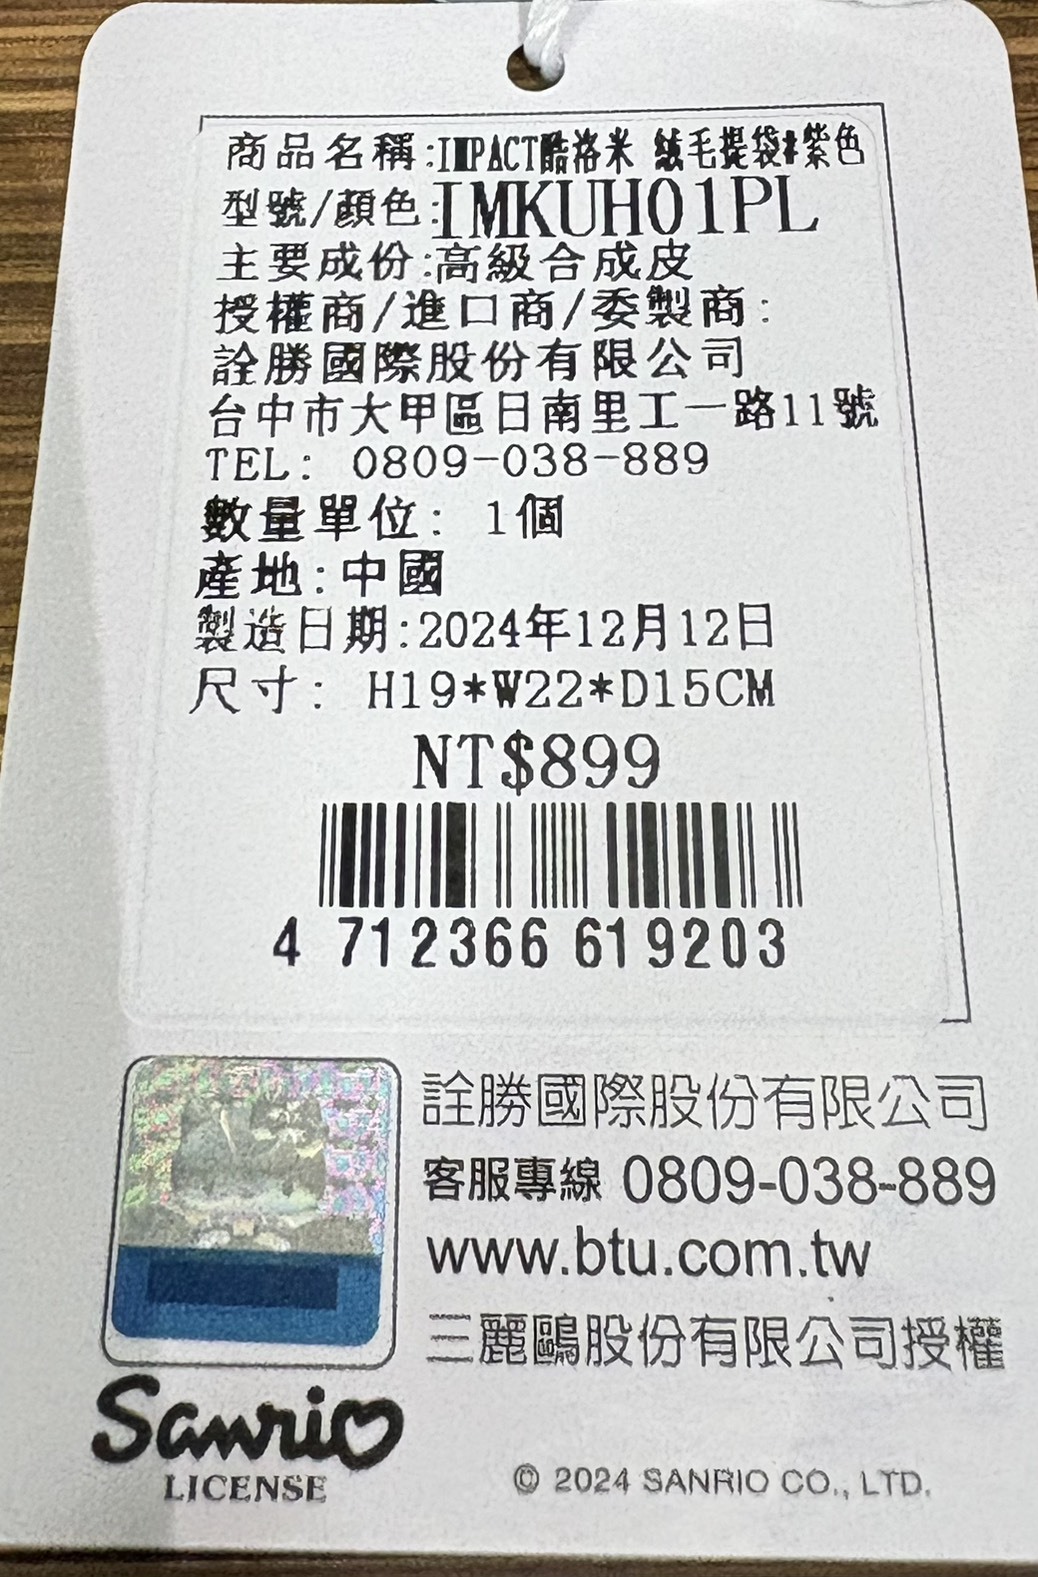 商品名稱:IMPACT酷洛米 絨毛提袋#紫色
型號/顏色:IMKUH01PL
主要成份:高級合成皮
授權商/進口商/委製商:
詮勝國際股份有限公司
台中市大甲區日南里工一路11號
TEL: 0809-038-889
數量單位: 1個
產地:中國
製造日期:2024年12月12日
尺寸: H19*W22*D15CM
NT$899
4 712366 619203
詮勝國際股份有限公司
客服專線 0809-038-889
www.btu.com.tw
三麗鷗股份有限公司授權
Sanrio
LICENSE
© 2024 SANRIO CO., LTD.